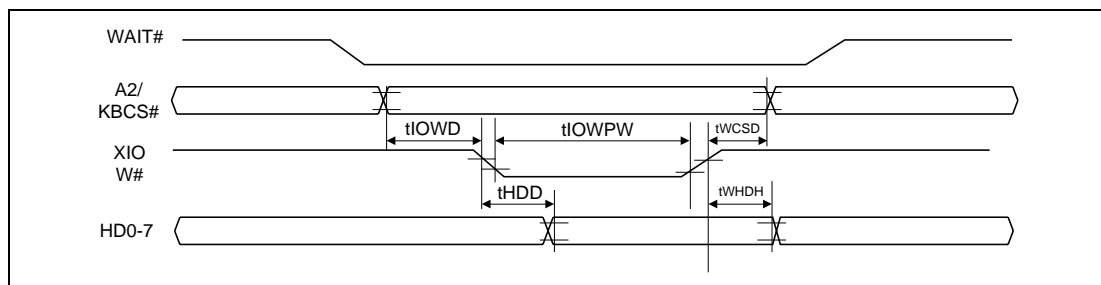 WAIT#
A2/
KBCS#
tIOWD
tIOWPW
tWCSD
XIO
W#
tHDD
tWHDH
HD0-7